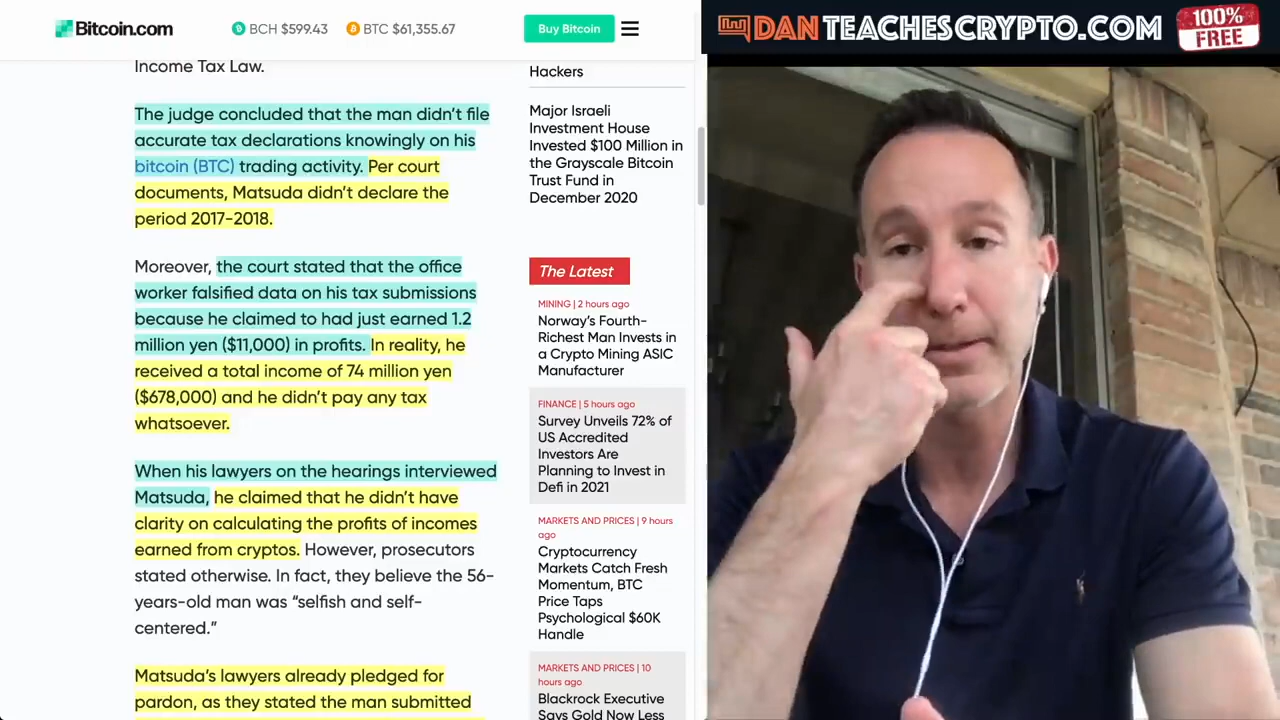 Bitcoin.com
BCH $599.43
BTC $61,355.67
Buy Bitcoin
DANTEACHESCRYPTO.COM
100%
FREE
Income Tax Law.
The judge concluded that the man didn't file
accurate tax declarations knowingly on his
bitcoin (BTC) trading activity. Per court
documents, Matsuda didn't declare the
period 2017-2018.
Moreover, the court stated that the office
worker falsified data on his tax submissions
because he claimed to had just earned 1.2
million yen ($11,000) in profits. In reality, he
received a total income of 74 million yen
($678,000) and he didn't pay any tax
whatsoever.
When his lawyers on the hearings interviewed
Matsuda, he claimed that he didn't have
clarity on calculating the profits of incomes
earned from cryptos. However, prosecutors
stated otherwise. In fact, they believe the 56-
years-old man was “selfish and self-
centered.”
Matsuda's lawyers already pledged for
pardon, as they stated the man submitted
Hackers
Major Israeli
Investment House
Invested $100 Million in
the Grayscale Bitcoin
Trust Fund in
December 2020
The Latest
MINING | 2 hours ago
Norway's Fourth-
Richest Man Invests in
a Crypto Mining ASIC
Manufacturer
FINANCE | 5 hours ago
Survey Unveils 72% of
US Accredited
Investors Are
Planning to Invest in
Defi in 2021
MARKETS AND PRICES | 9 hours
ago
Cryptocurrency
Markets Catch Fresh
Momentum, BTC
Price Taps
Psychological $60K
Handle
MARKETS AND PRICES | 10
hours ago
Blackrock Executive
Says Gold Now Less